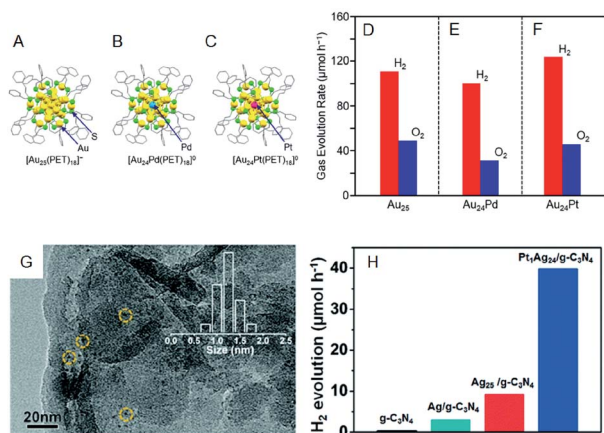 A
B
C
S
Au
Pd
Pt
[Au25(PET)18]−
[Au24Pd(PET)18]0
[Au24Pt(PET)18]0
D
E
F
Gas Evolution Rate (μmol h-1)
160
120
80
40
0
H2
O2
H2
O2
H2
O2
Au25
Au24Pd
Au24Pt
G
0.0 0.5 1.0 1.5 2.0 2.5
Size (nm)
20nm
H
H2 evolution (μmol h-1)
40
30
20
10
0
g-C3N4
Ag/g-C3N4
Ag25 /g-C3N4
Pt1Ag24/g-C3N4